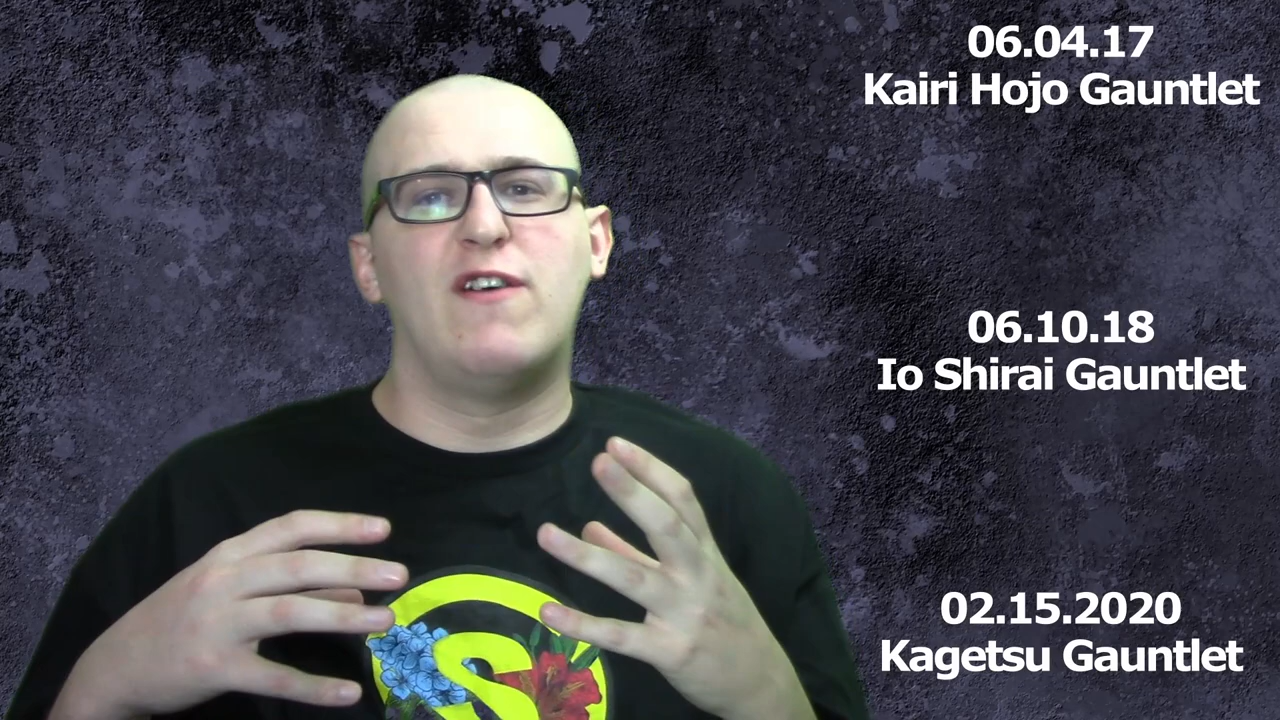 06.04.17
Kairi Hojo Gauntlet
06.10.18
Io Shirai Gauntlet
02.15.2020
Kagetsu Gauntlet
S